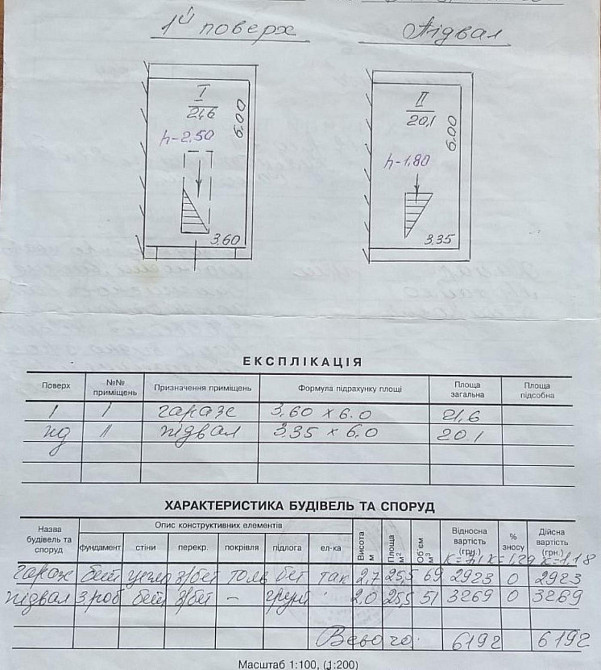 1й поверх Підвал
I II
21,6 20,1
6.00 6.00
h-2,50 h-1,80
3.60 3.35
ЕКСПЛІКАЦІЯ
Поверх №№ приміщень Призначення приміщень Формула підрахунку площі Площа загальна Площа підсобна
1 I гараж 3,60 x 6.0 21,6
пд II підвал 3,35 x 6.0 20,1
ХАРАКТЕРИСТИКА БУДІВЕЛЬ ТА СПОРУД
Назва будівель та споруд Опис конструктивних елементів Висота м Площа м² Об'єм м³ Відносна вартість (грн.) % зносу Дійсна вартість (грн.)
фундамент стіни перекр. покрівля підлога ел-ка
гараж бет цегл з/бет толь бет так 2,7 25,5 69 2923 0 2923
підвал бет з/бет - 2.0 25,5 51 3269 0 3269
Всього: 6192 6192
Масштаб 1:100, (1:200)